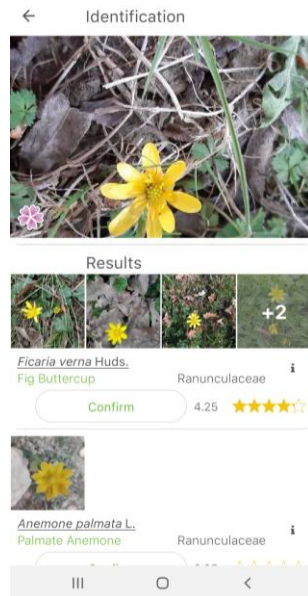 Identification
Results
+2
Ficaria verna Huds.
Fig Buttercup Ranunculaceae
Confirm 4.25
Anemone palmata L.
Palmate Anemone Ranunculaceae